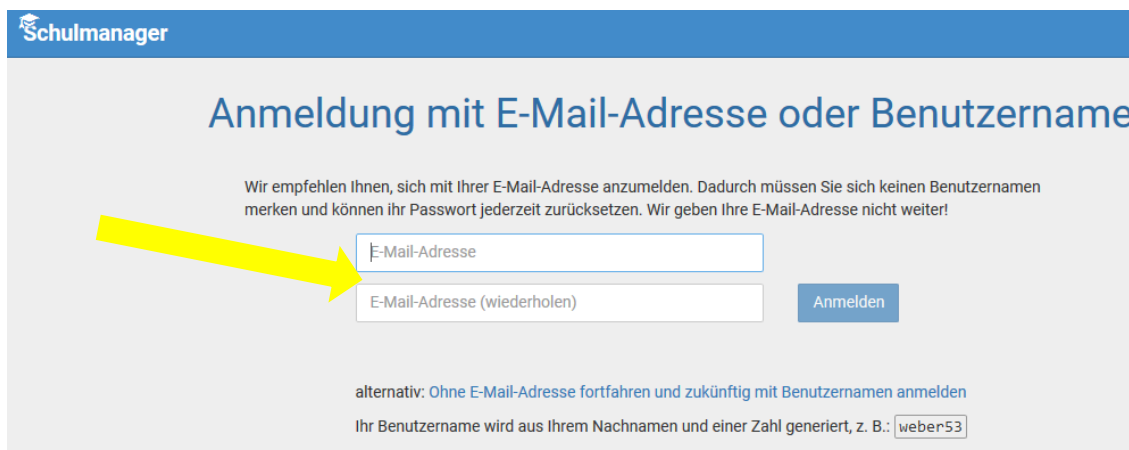 Schulmanager
Anmeldung mit E-Mail-Adresse oder Benutzername
Wir empfehlen Ihnen, sich mit Ihrer E-Mail-Adresse anzumelden. Dadurch müssen Sie sich keinen Benutzernamen
merken und können ihr Passwort jederzeit zurücksetzen. Wir geben Ihre E-Mail-Adresse nicht weiter!
E-Mail-Adresse
E-Mail-Adresse (wiederholen) Anmelden
alternativ: Ohne E-Mail-Adresse fortfahren und zukünftig mit Benutzernamen anmelden
Ihr Benutzername wird aus Ihrem Nachnamen und einer Zahl generiert, z. B.: weber53